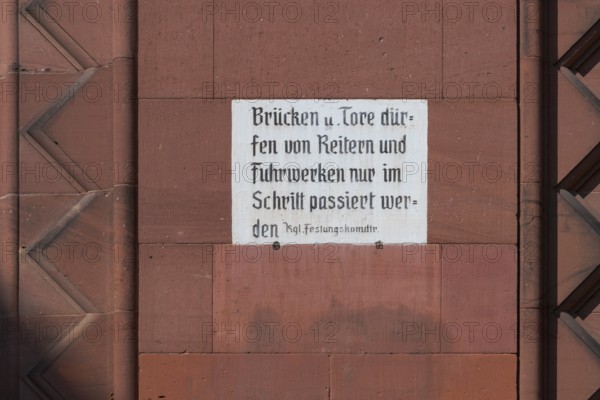 Brücken u. Tore dür=
fen von Reitern und
Fuhrwerken nur im
Schritt passiert wer=
den Kgl. Festungskomdtr.